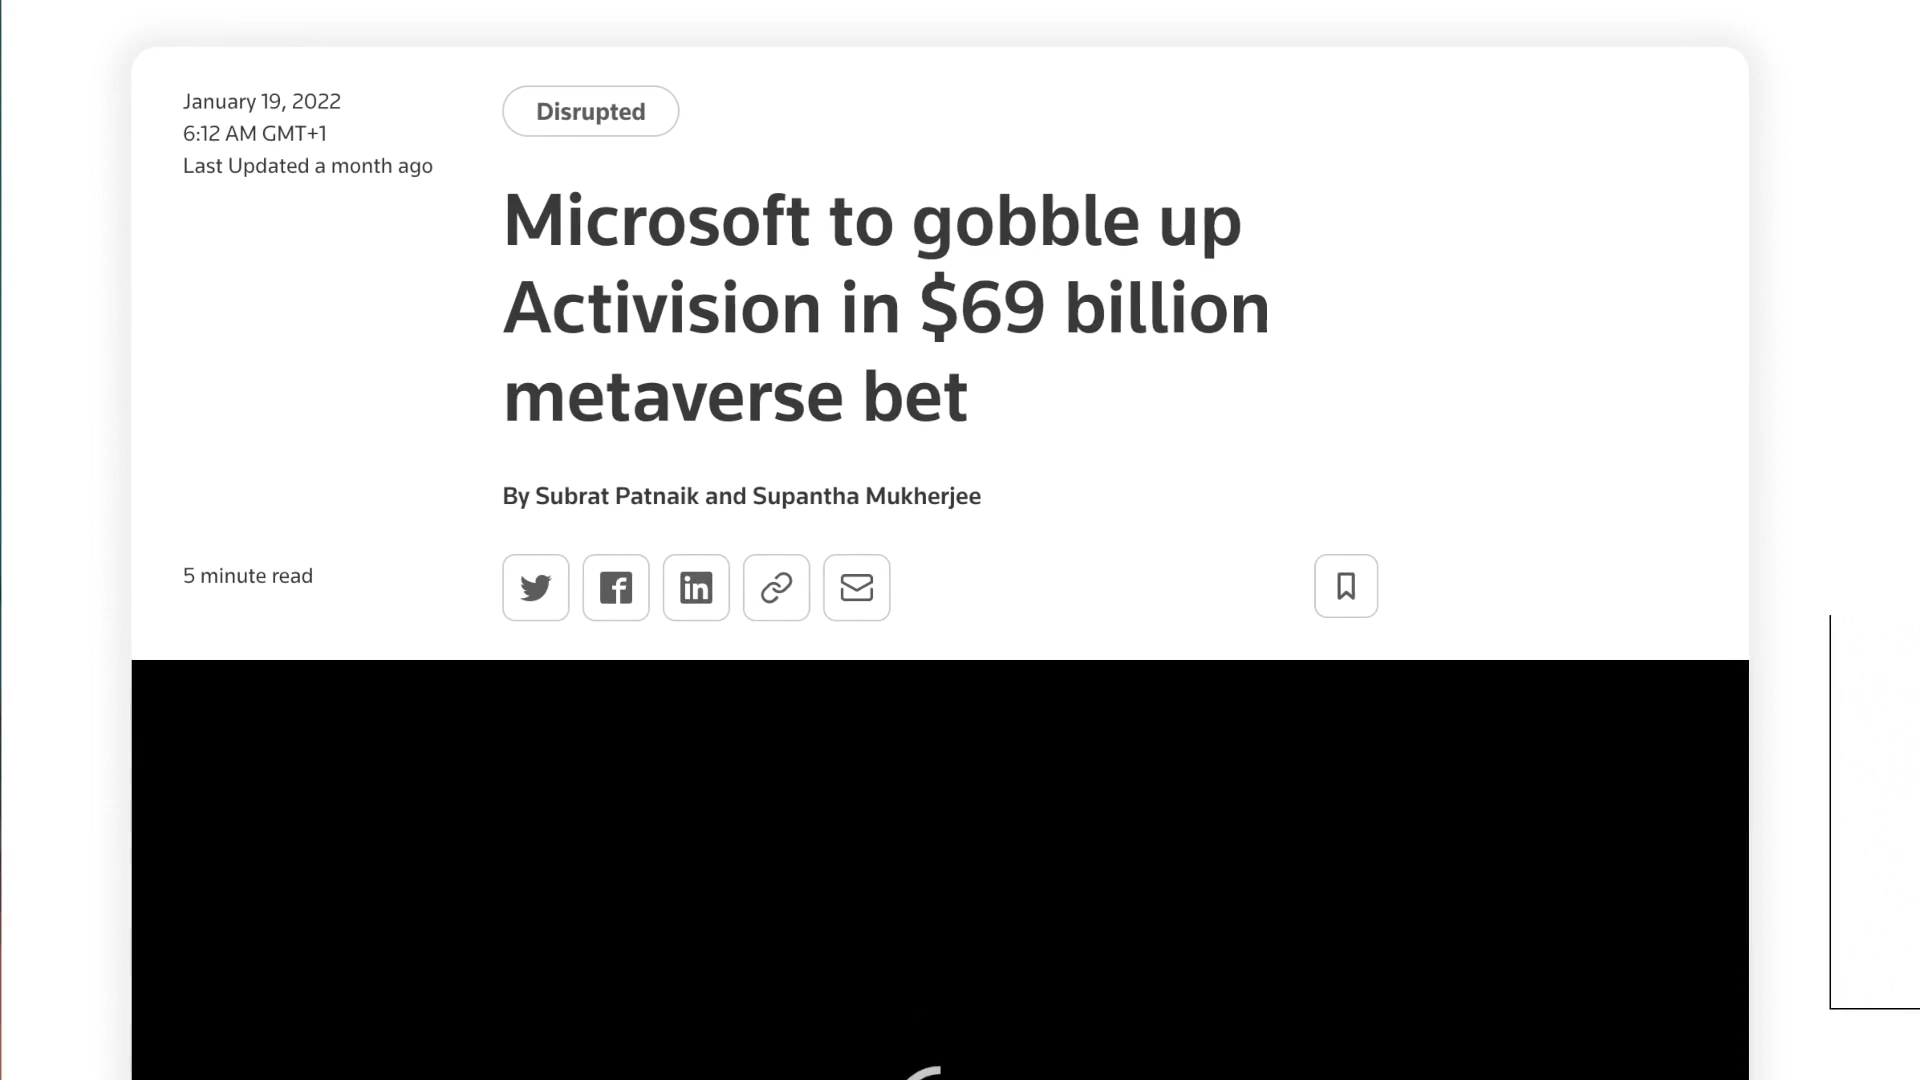 January 19, 2022
6:12 AM GMT+1
Last Updated a month ago
Disrupted
Microsoft to gobble up
Activision in $69 billion
metaverse bet
By Subrat Patnaik and Supantha Mukherjee
5 minute read